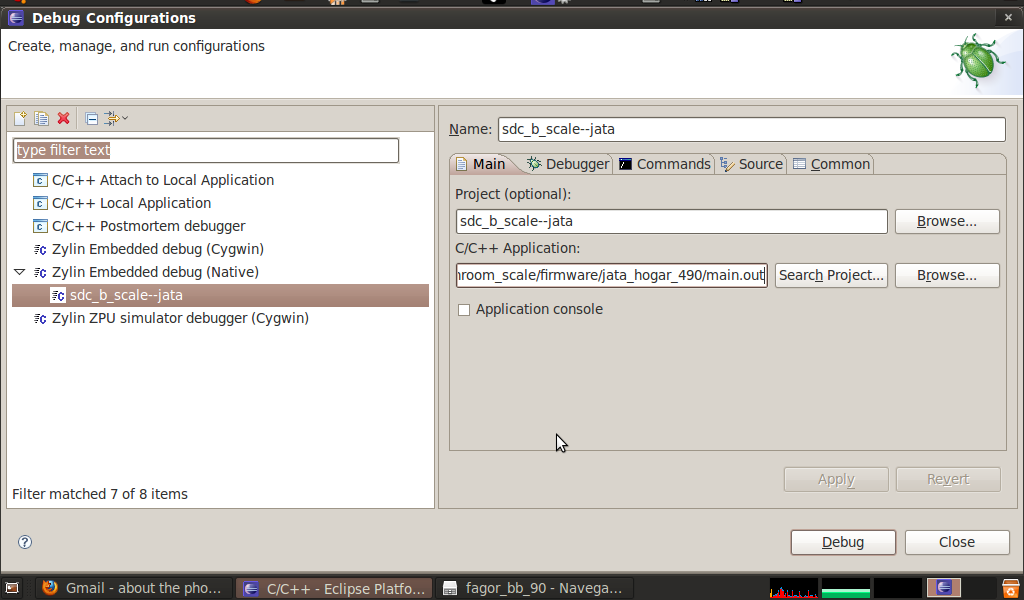 Debug Configurations
Create, manage, and run configurations
type filter text
C/C++ Attach to Local Application
C/C++ Local Application
C/C++ Postmortem debugger
Zylin Embedded debug (Cygwin)
Zylin Embedded debug (Native)
sdc_b_scale--jata
Zylin ZPU simulator debugger (Cygwin)
Filter matched 7 of 8 items
Name: sdc_b_scale--jata
Main Debugger Commands Source Common
Project (optional):
sdc_b_scale--jata Browse...
C/C++ Application:
room_scale/firmware/jata_hogar_490/main.out Search Project... Browse...
Application console
Apply Revert
Debug Close
Gmail - about the pho... C/C++ - Eclipse Platfo... fagor_bb_90 - Navega...